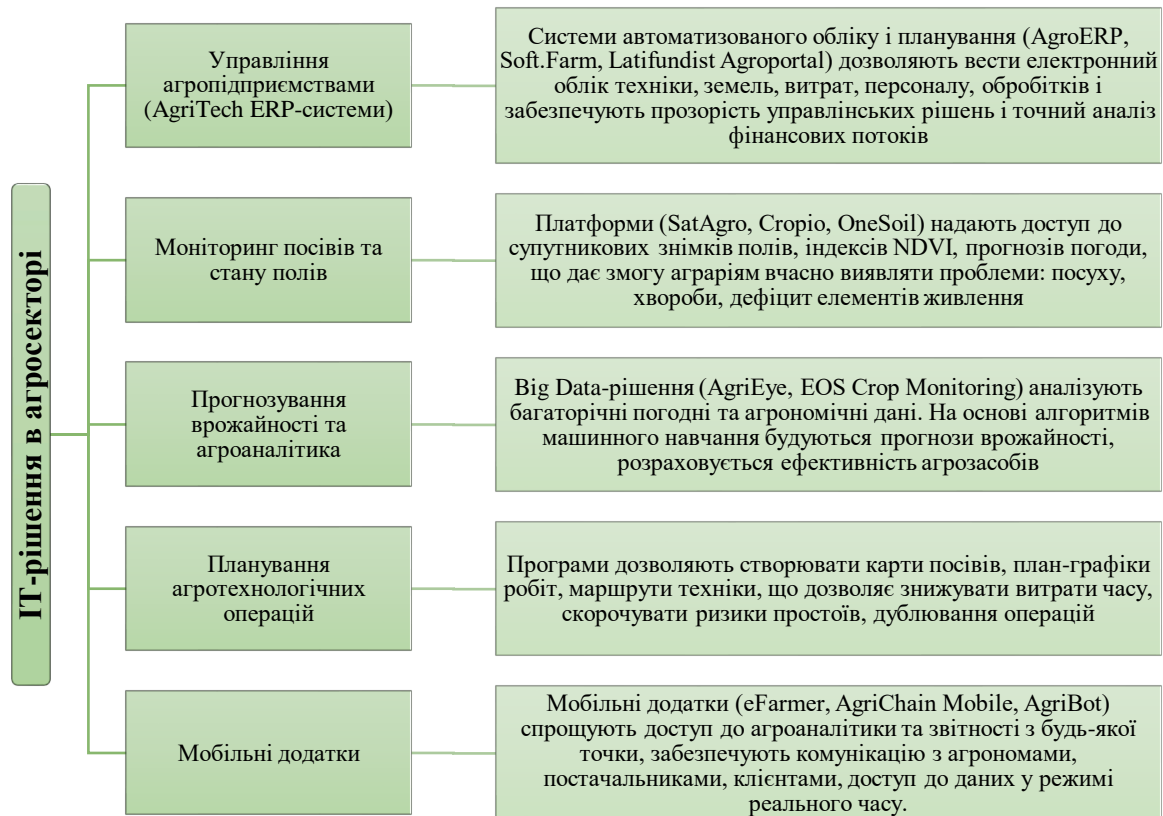 ІТ-рішення в агросекторі
Управління
агропідприємствами
(AgriTech ERP-системи)
Системи автоматизованого обліку і планування (AgroERP,
Soft.Farm, Latifundist Agroportal) дозволяють вести електронний
облік техніки, земель, витрат, персоналу, обробітків і
забезпечують прозорість управлінських рішень і точний аналіз
фінансових потоків
Моніторинг посівів та
стану полів
Платформи (SatAgro, Cropio, OneSoil) надають доступ до
супутникових знімків полів, індексів NDVI, прогнозів погоди,
що дає змогу аграріям вчасно виявляти проблеми: посуху,
хвороби, дефіцит елементів живлення
Прогнозування
врожайності та
агроаналітика
Big Data-рішення (AgriEye, EOS Crop Monitoring) аналізують
багаторічні погодні та агрономічні дані. На основі алгоритмів
машинного навчання будуються прогнози врожайності,
розраховується ефективність агрозасобів
Планування
агротехнологічних
операцій
Програми дозволяють створювати карти посівів, план-графіки
робіт, маршрути техніки, що дозволяє знижувати витрати часу,
скорочувати ризики простоїв, дублювання операцій
Мобільні додатки
Мобільні додатки (eFarmer, AgriChain Mobile, AgriBot)
спрощують доступ до агроаналітики та звітності з будь-якої
точки, забезпечують комунікацію з агрономами,
постачальниками, клієнтами, доступ до даних у режимі
реального часу.